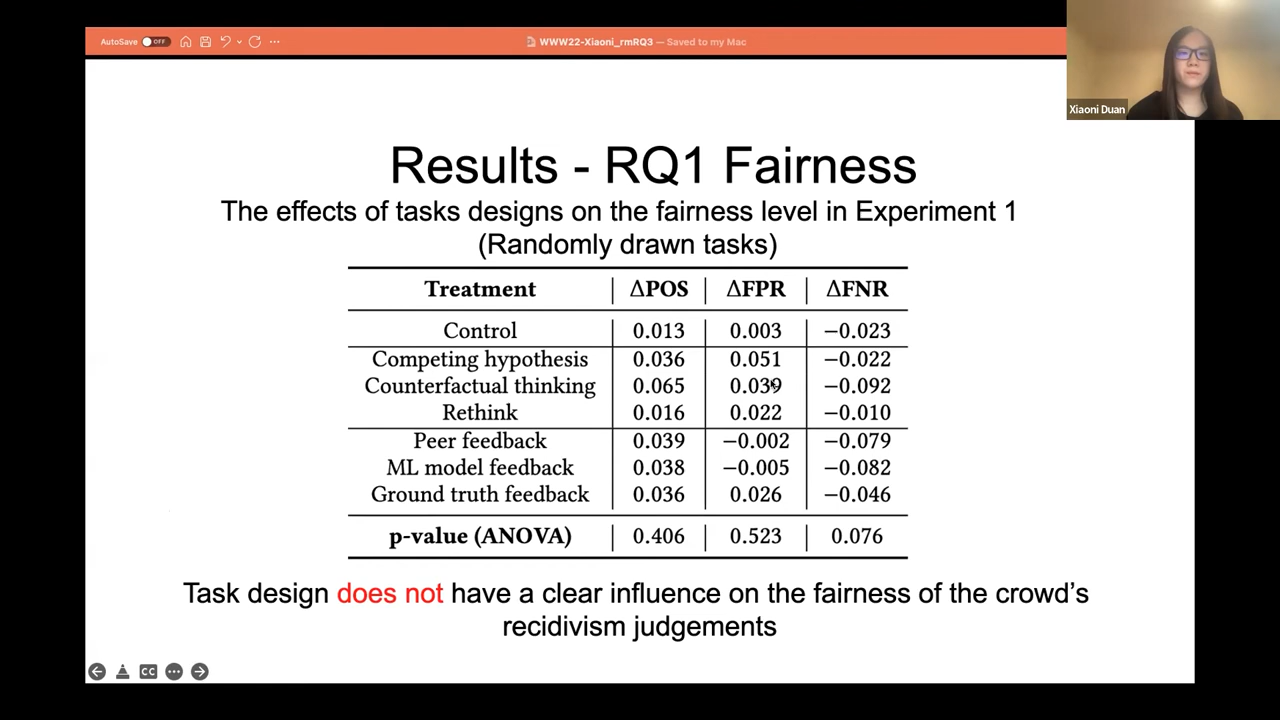 AutoSave OFF
WWW22-Xiaoni_rmRQ3 — Saved to my Mac
Xiaoni Duan
Results - RQ1 Fairness
The effects of tasks designs on the fairness level in Experiment 1
(Randomly drawn tasks)
Treatment ΔPOS ΔFPR ΔFNR
Control 0.013 0.003 −0.023
Competing hypothesis 0.036 0.051 −0.022
Counterfactual thinking 0.065 0.039 −0.092
Rethink 0.016 0.022 −0.010
Peer feedback 0.039 −0.002 −0.079
ML model feedback 0.038 −0.005 −0.082
Ground truth feedback 0.036 0.026 −0.046
p-value (ANOVA) 0.406 0.523 0.076
Task design does not have a clear influence on the fairness of the crowd’s
recidivism judgements
CC